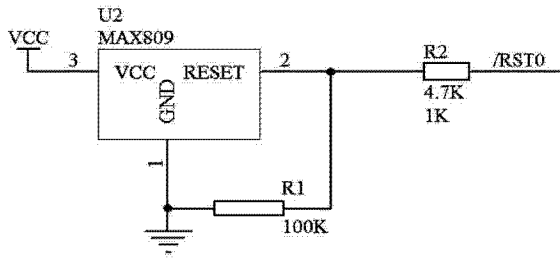 U2
MAX809
VCC
3
VCC
RESET
GND
2
1
R2
4.7K
1K
/RST0
R1
100K